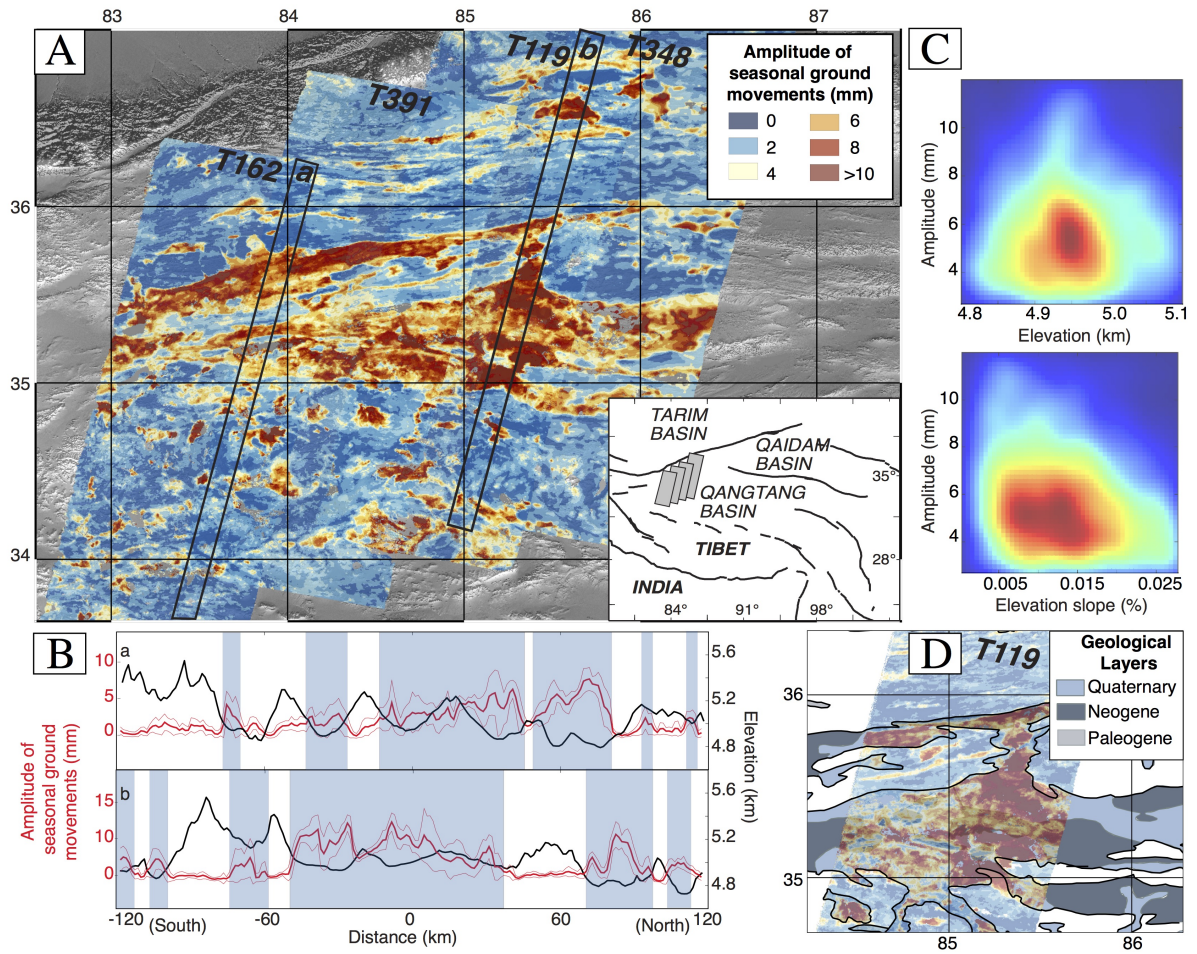 83 84 85 86 87
A
T119 b T348
T391
T162 a
Amplitude of
seasonal ground
movements (mm)
0 6
2 8
4 >10
36
35
34
TARIM
BASIN
QAIDAM
BASIN
35°
QANGTANG
BASIN
TIBET
28°
INDIA
84° 91° 98°
C
10
8
6
4
Amplitude (mm)
4.8 4.9 5.0 5.1
Elevation (km)
10
8
6
4
Amplitude (mm)
0.005 0.015 0.025
Elevation slope (%)
B
a
10
5
0
5.6
5.2
4.8
b
15
10
5
0
5.6
5.2
4.8
Amplitude of
seasonal ground
movements (mm)
Elevation (km)
-120 -60 0 60 120
(South) (North)
Distance (km)
D
T119
Geological
Layers
Quaternary
Neogene
Paleogene
36
35
85 86